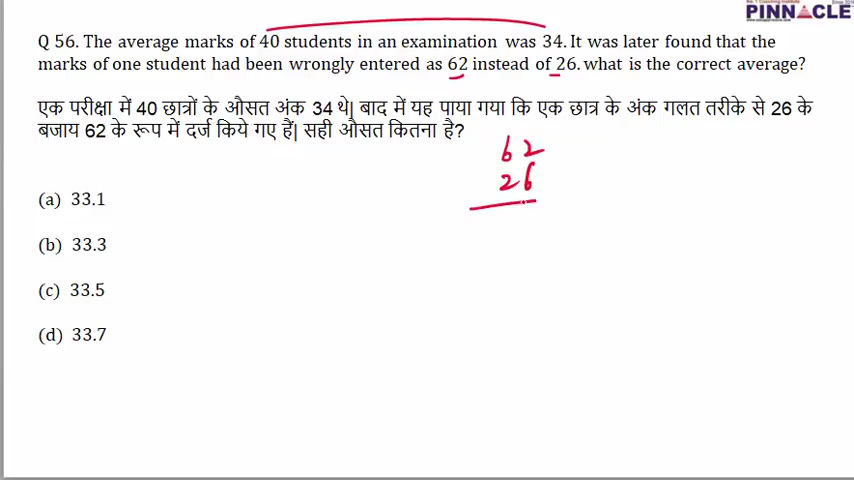 PINNACLE
Q 56. The average marks of 40 students in an examination was 34. It was later found that the
marks of one student had been wrongly entered as 62 instead of 26. what is the correct average?
एक परीक्षा में 40 छात्रों के औसत अंक 34 थे| बाद में यह पाया गया कि एक छात्र के अंक गलत तरीके से 26 के
बजाय 62 के रूप में दर्ज किये गए हैं| सही औसत कितना है?
62
26
(a) 33.1
(b) 33.3
(c) 33.5
(d) 33.7